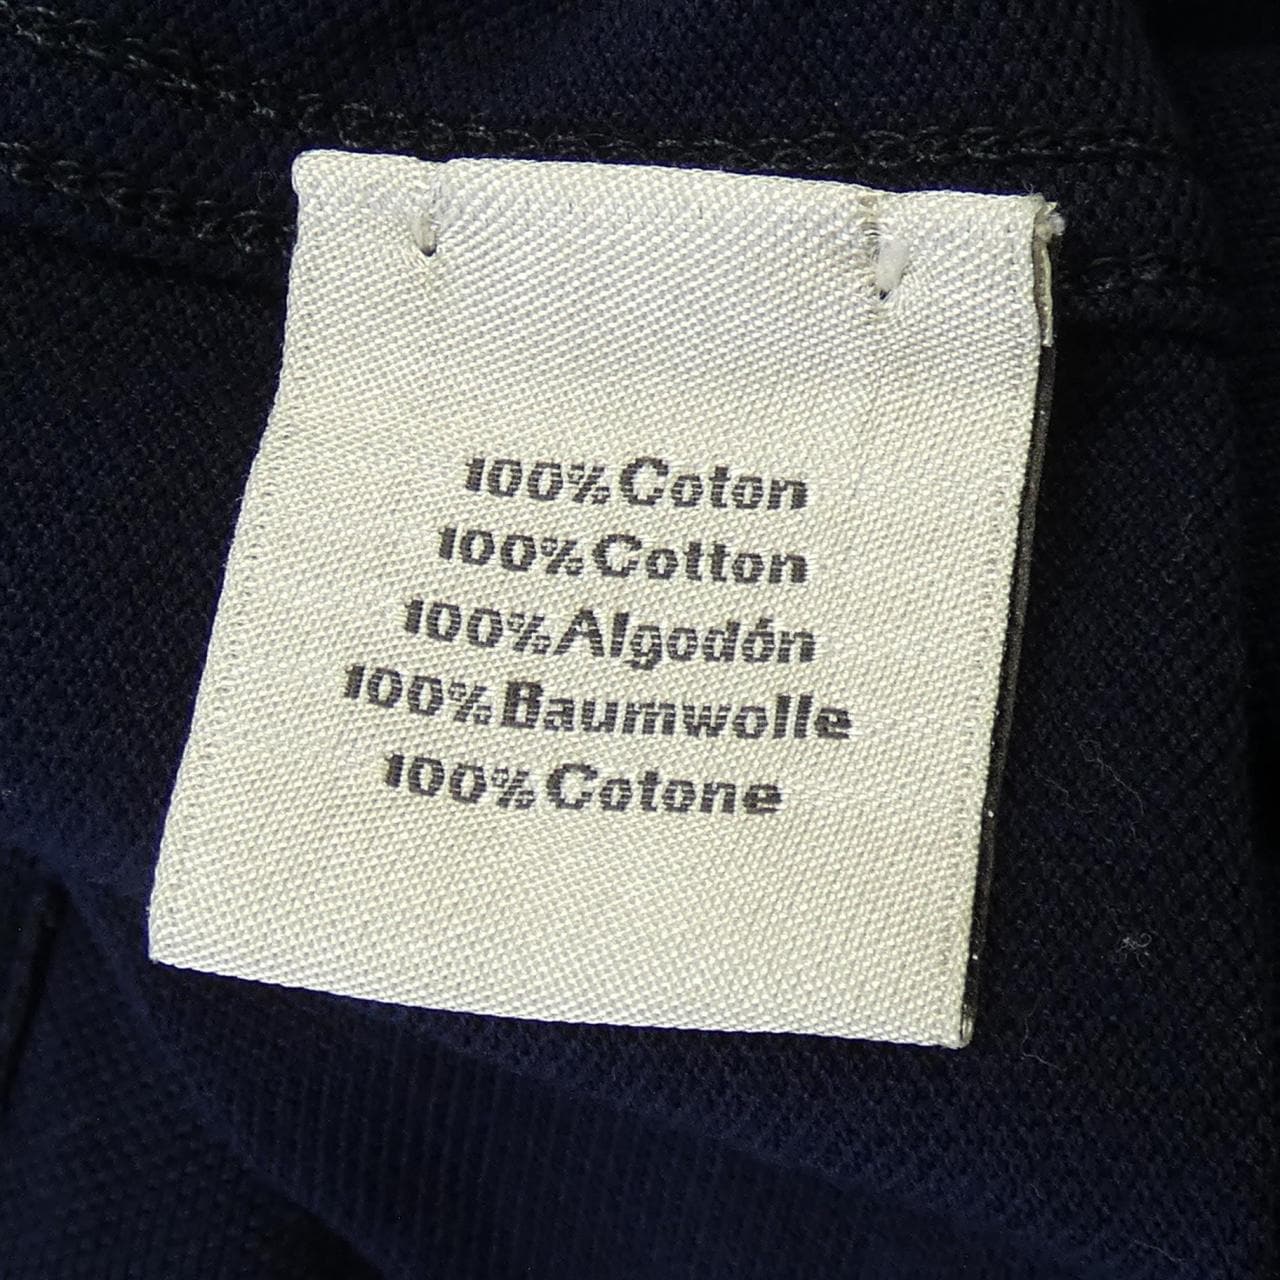 100% Coton
100% Cotton
100% Algodón
100% Baumwolle
100% Cotone